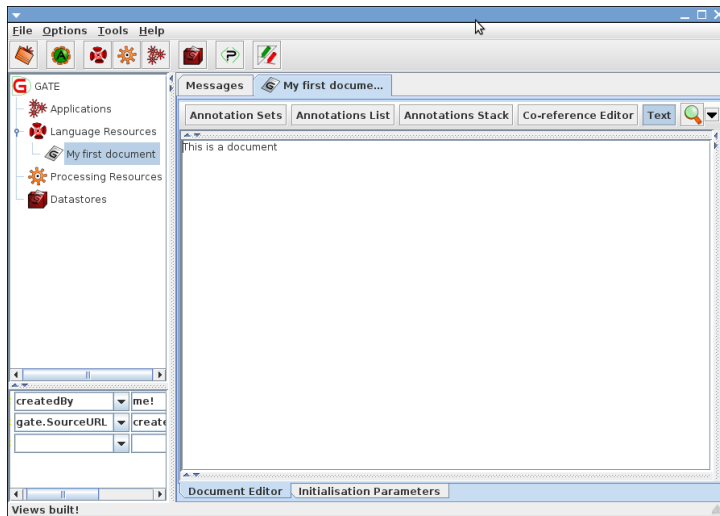 File Options Tools Help
GATE
Applications
Language Resources
My first document
Processing Resources
Datastores
createdBy me!
gate.SourceURL create
Messages My first docume...
Annotation Sets Annotations List Annotations Stack Co-reference Editor Text
This is a document
Document Editor Initialisation Parameters
Views built!